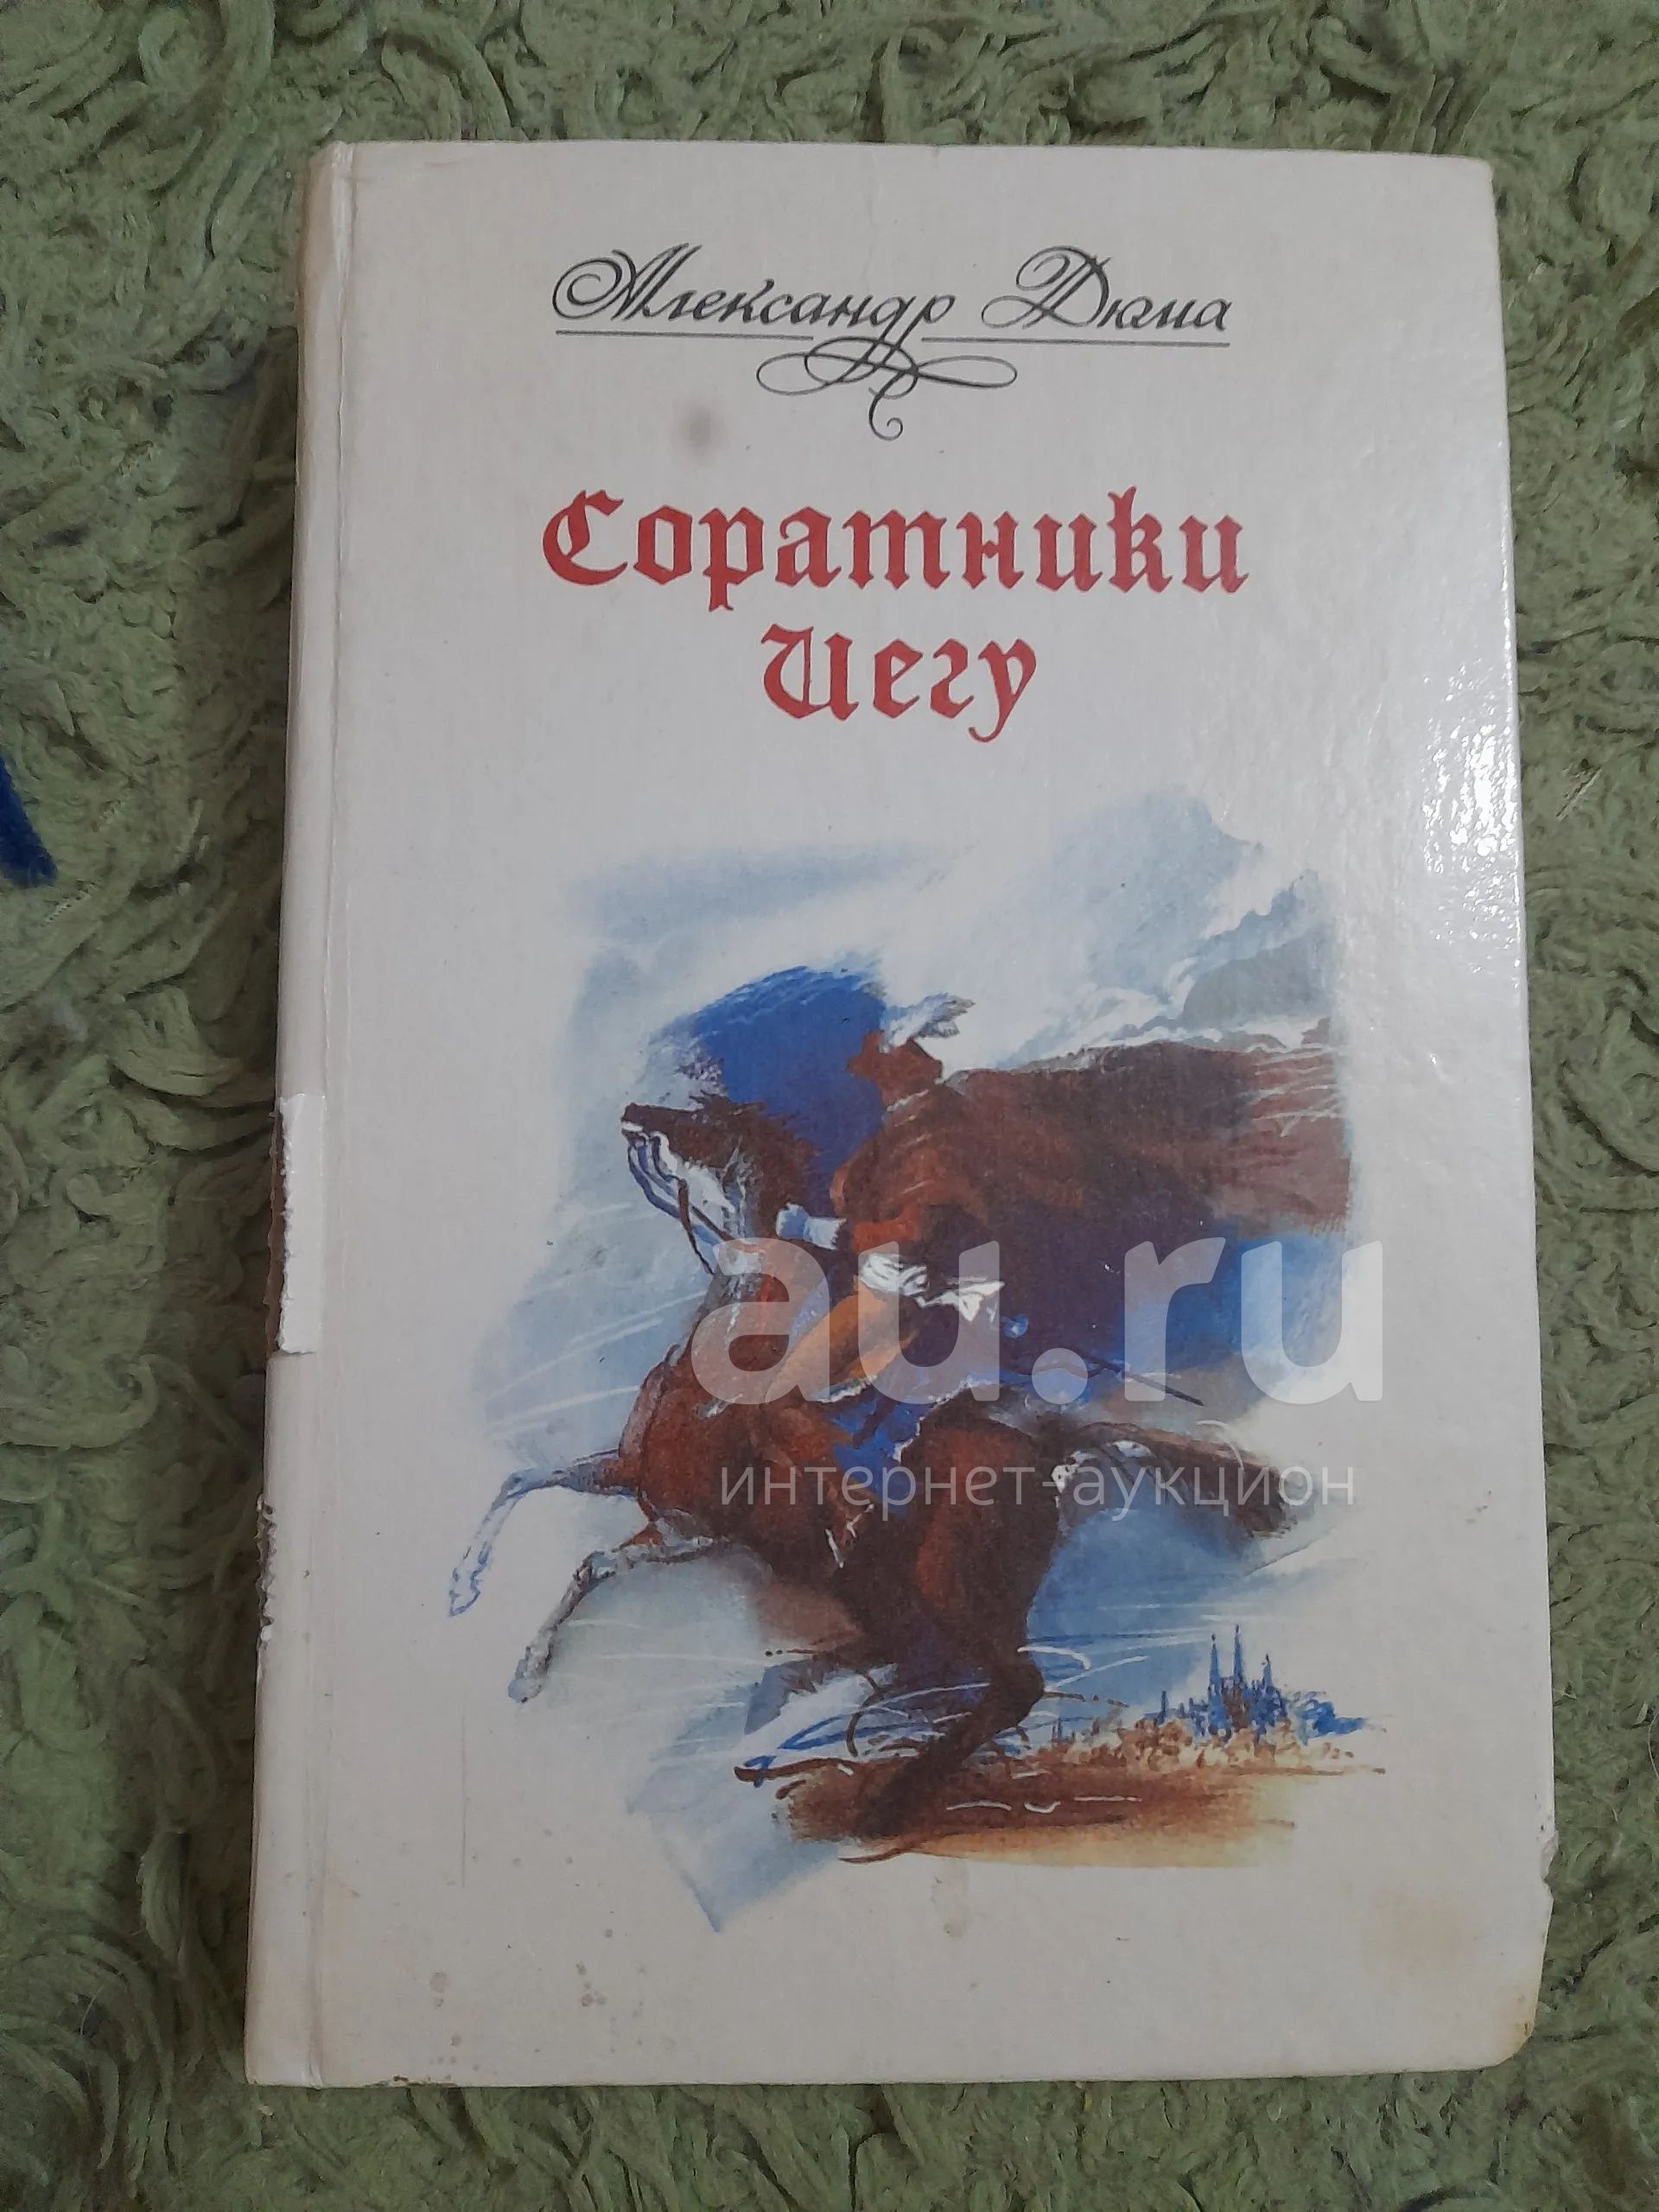 Александр Дюма
Соратники
Иегу
au.ru
интернет-аукцион